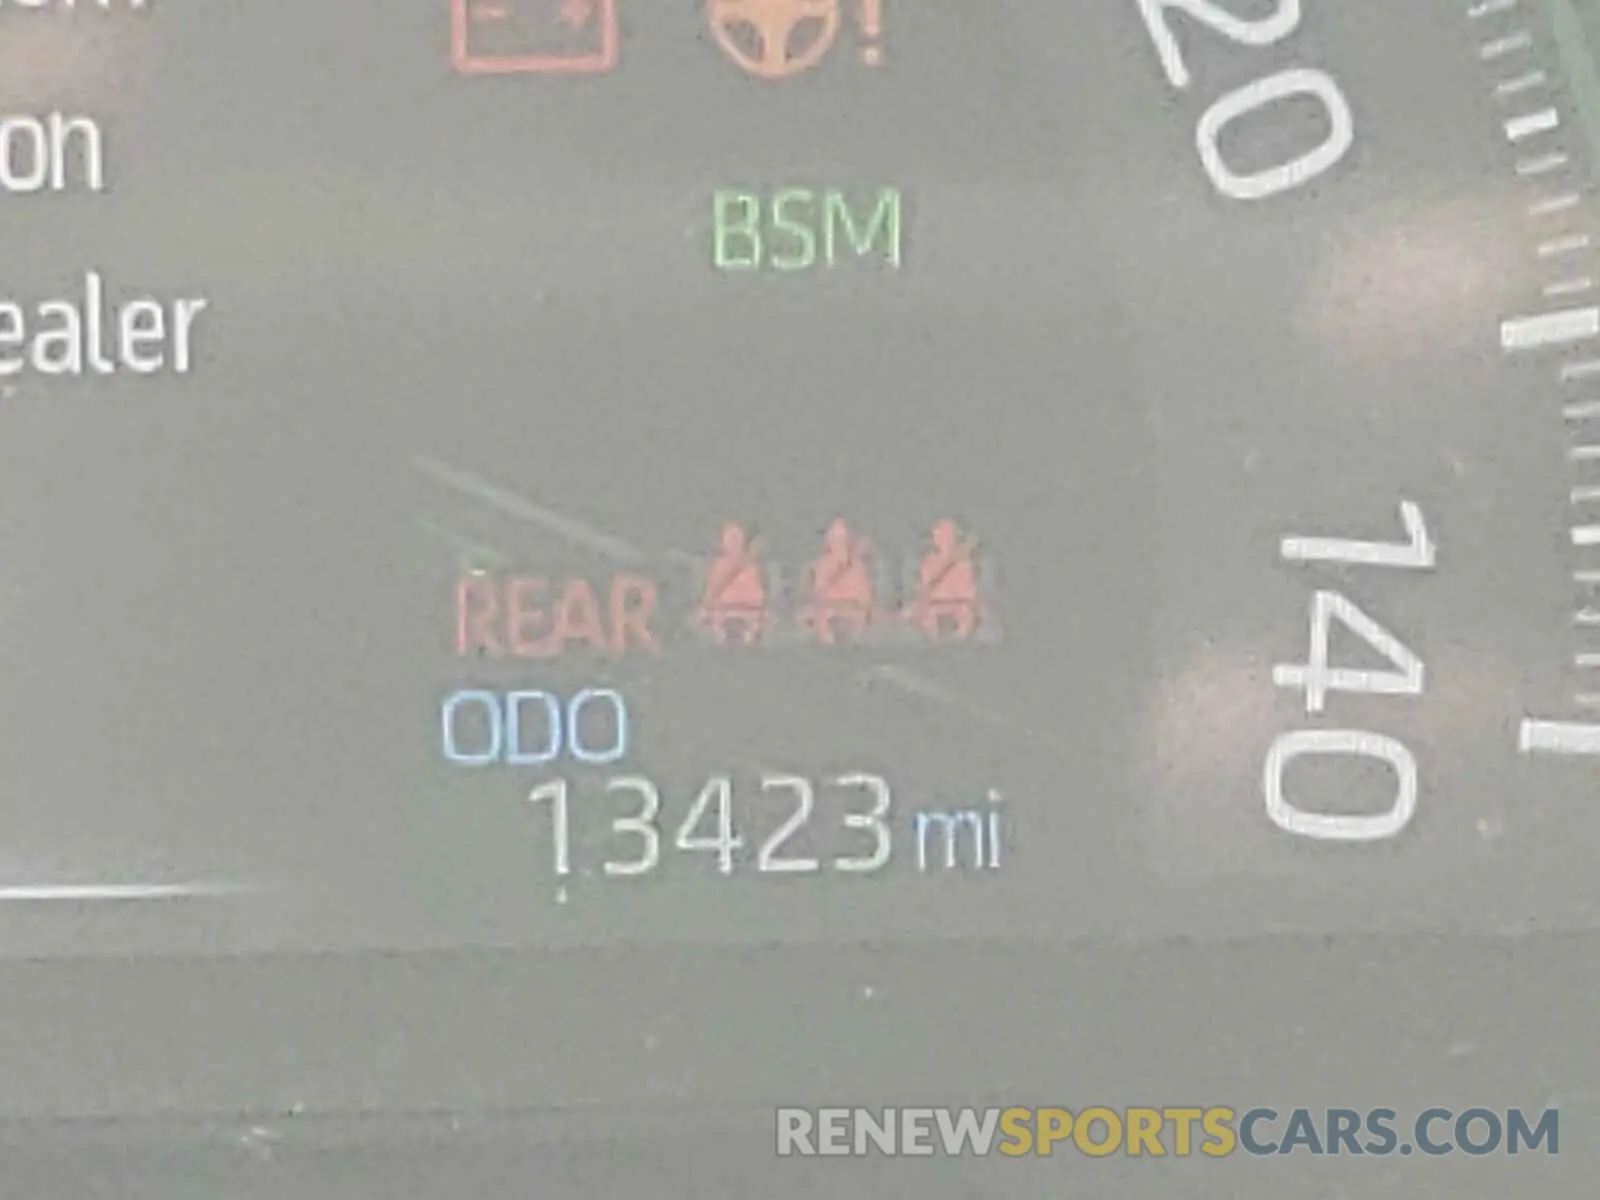 on
20
BSM
ealer
REAR
ODO
140
13423 mi
RENEWSPORTSCARS.COM